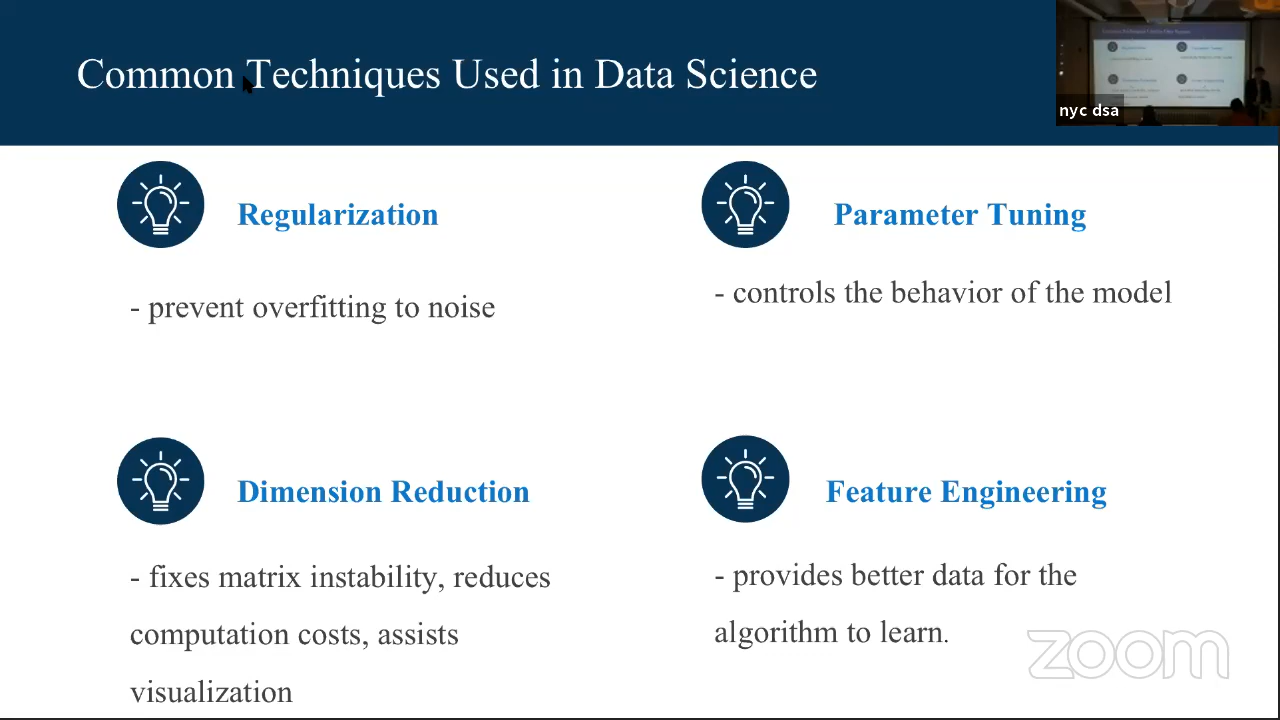 Common Techniques Used in Data Science
nyc dsa
Regularization
- prevent overfitting to noise
Parameter Tuning
- controls the behavior of the model
Dimension Reduction
- fixes matrix instability, reduces
computation costs, assists
visualization
Feature Engineering
- provides better data for the
algorithm to learn.
zoom